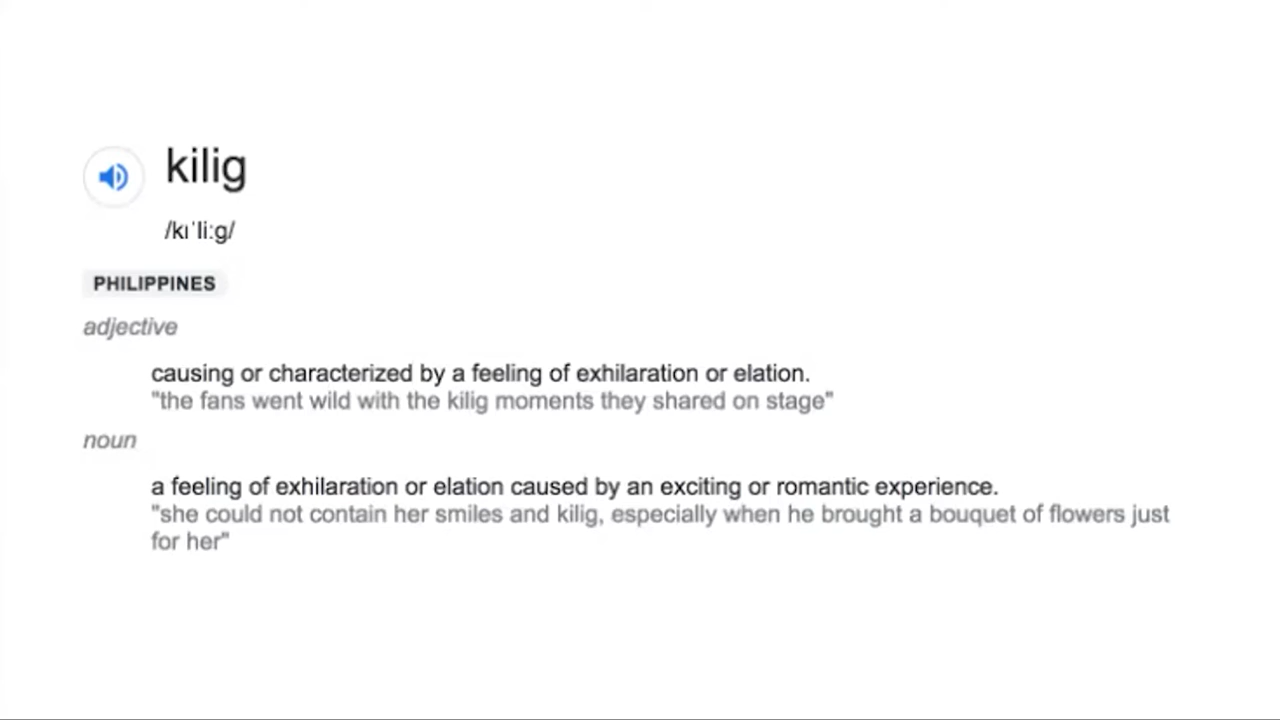 kilig
/kɪˈliːɡ/
PHILIPPINES
adjective
causing or characterized by a feeling of exhilaration or elation.
"the fans went wild with the kilig moments they shared on stage"
noun
a feeling of exhilaration or elation caused by an exciting or romantic experience.
"she could not contain her smiles and kilig, especially when he brought a bouquet of flowers just
for her"